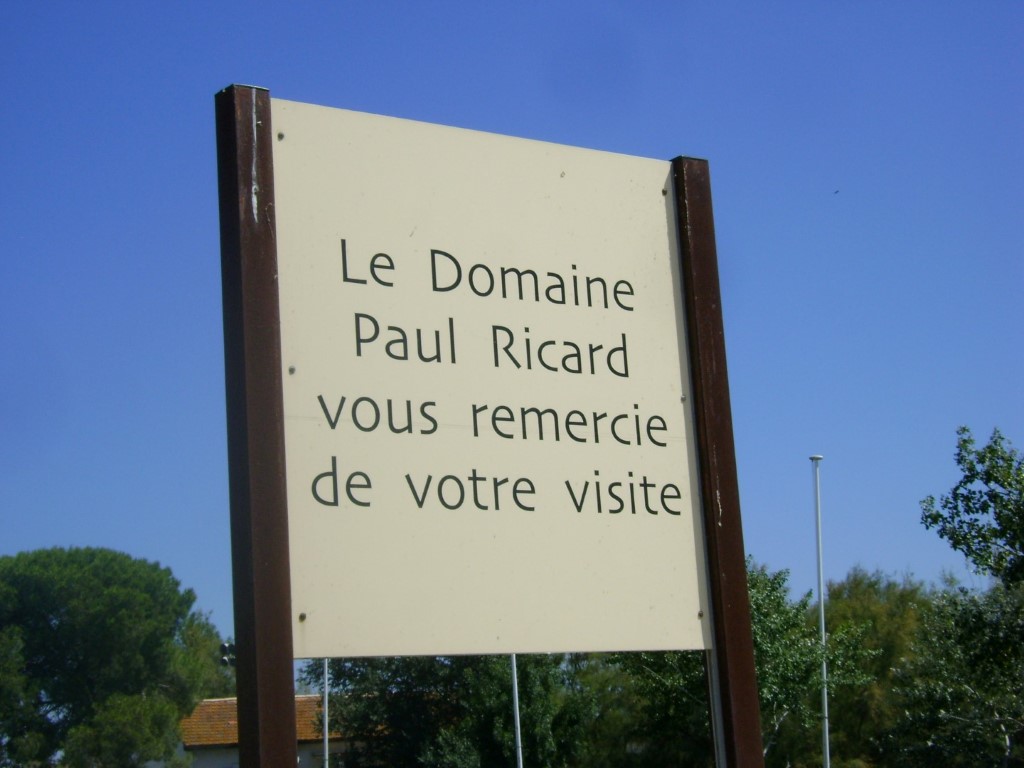 Le Domaine
Paul Ricard
vous remercie
de votre visite